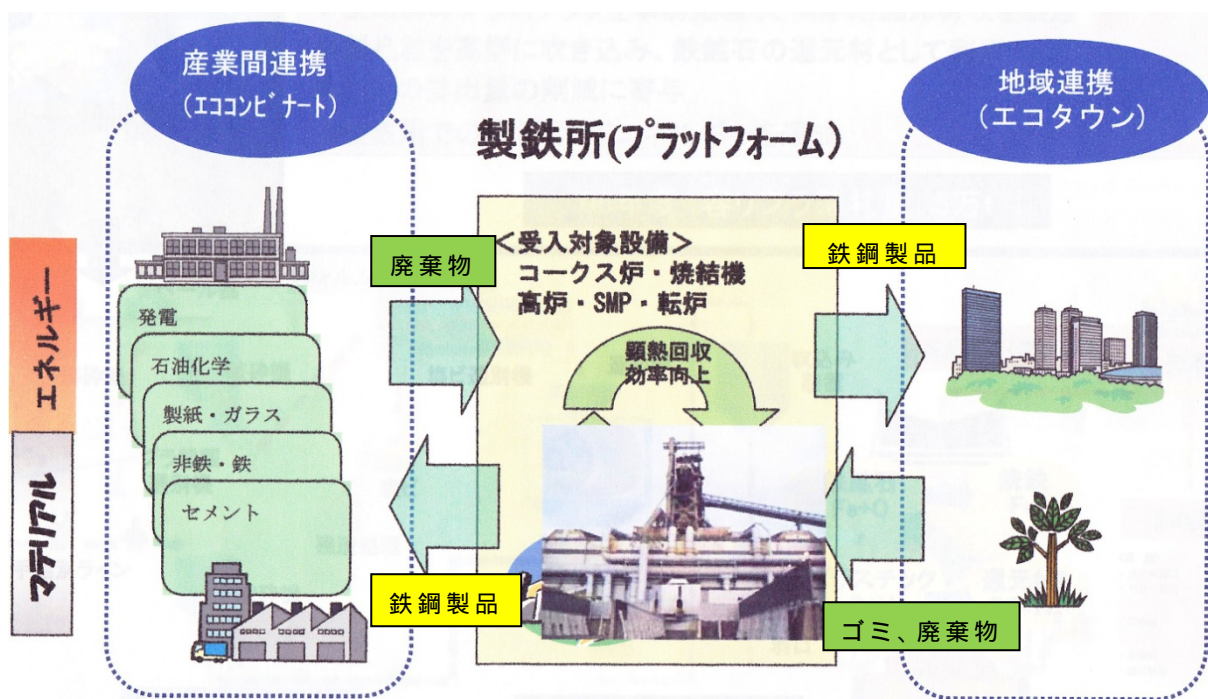 産業間連携
(エココンビナート)
地域連携
(エコタウン)
製鉄所(プラットフォーム)
エネルギー
マテリアル
発電
石油化学
製紙・ガラス
非鉄・鉄
セメント
廃棄物
鉄鋼製品
<受入対象設備>
コークス炉・焼結機
高炉・SMP・転炉
顕熱回収
効率向上
鉄鋼製品
ゴミ、廃棄物